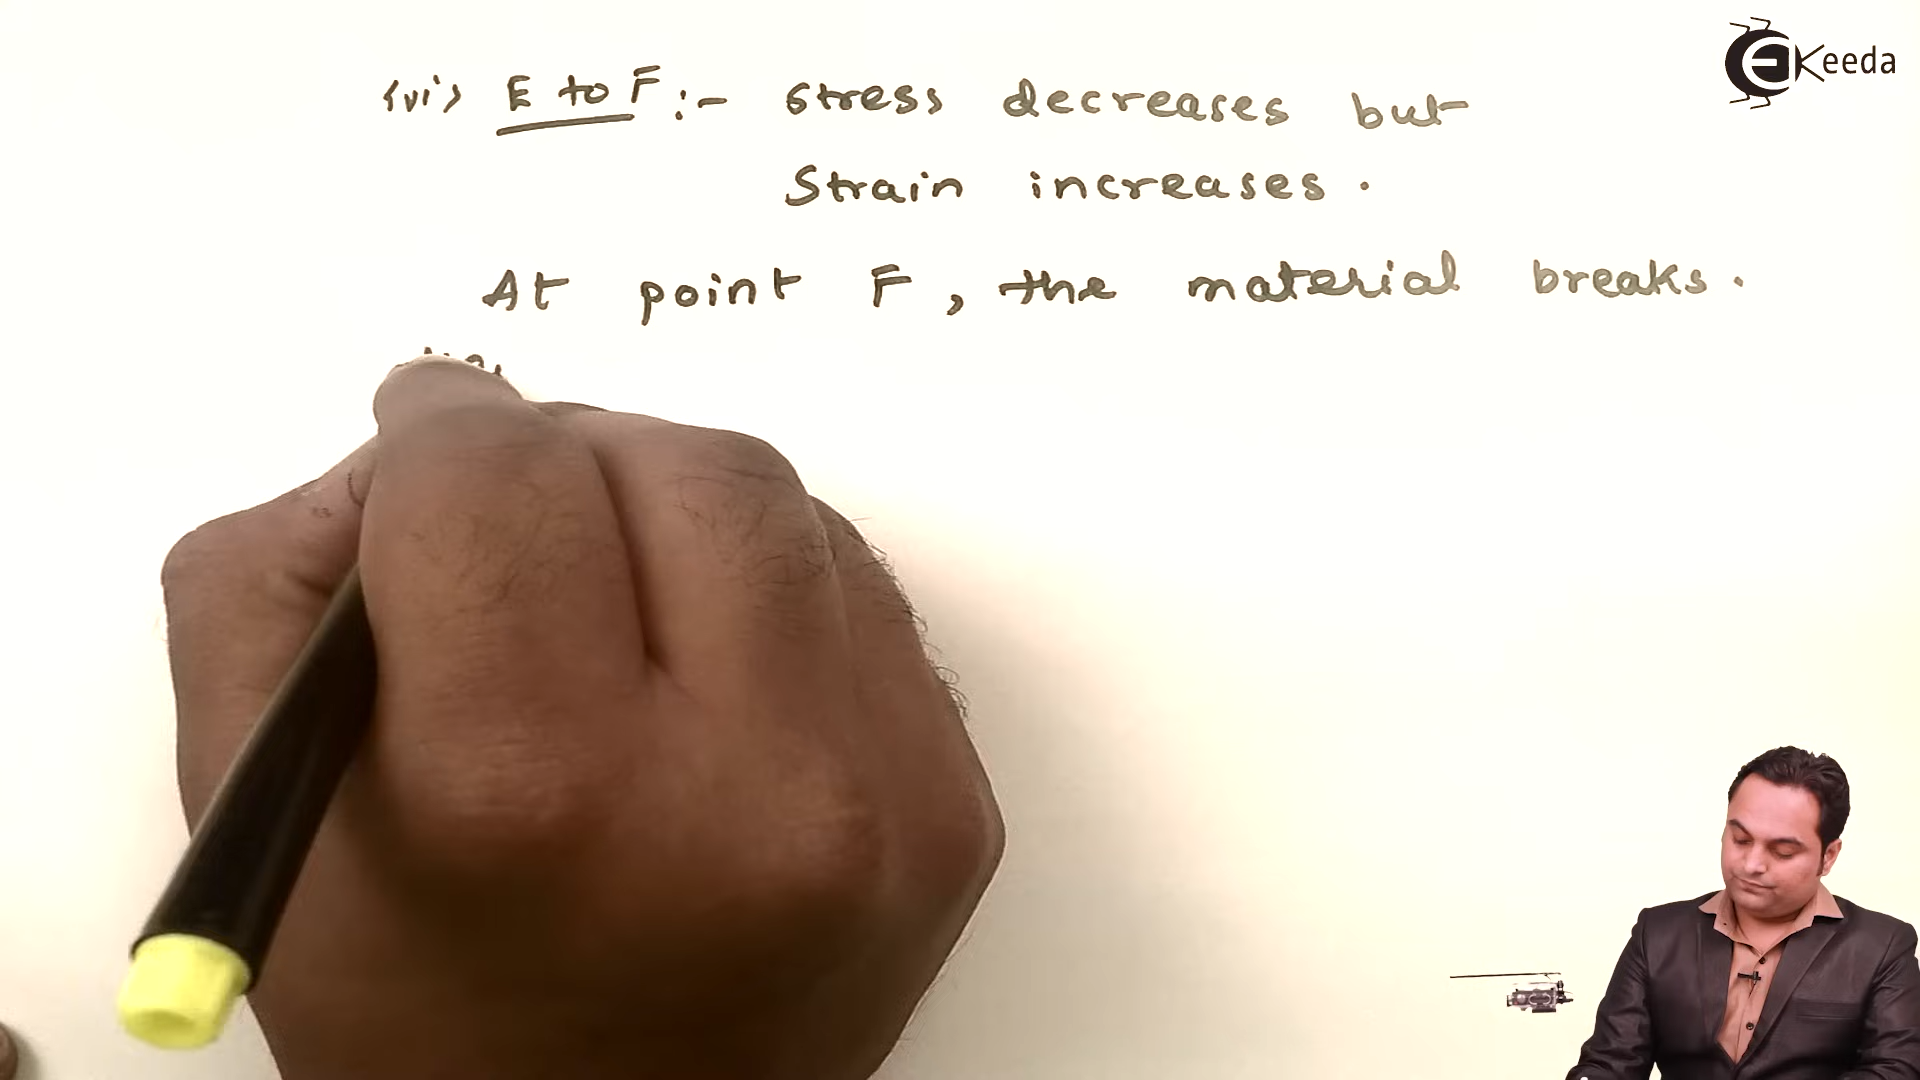 (vi) E to F :- Stress decreases but
Strain increases.
At point F, the material breaks.
EKeeda